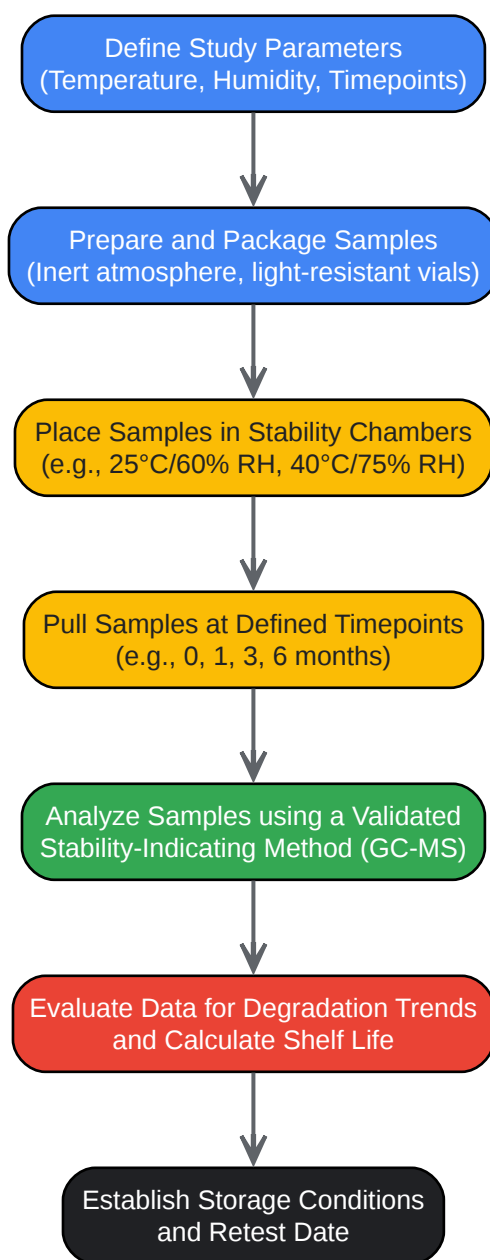 Define Study Parameters
(Temperature, Humidity, Timepoints)
Prepare and Package Samples
(Inert atmosphere, light-resistant vials)
Place Samples in Stability Chambers
(e.g., 25°C/60% RH, 40°C/75% RH)
Pull Samples at Defined Timepoints
(e.g., 0, 1, 3, 6 months)
Analyze Samples using a Validated
Stability-Indicating Method (GC-MS)
Evaluate Data for Degradation Trends
and Calculate Shelf Life
Establish Storage Conditions
and Retest Date